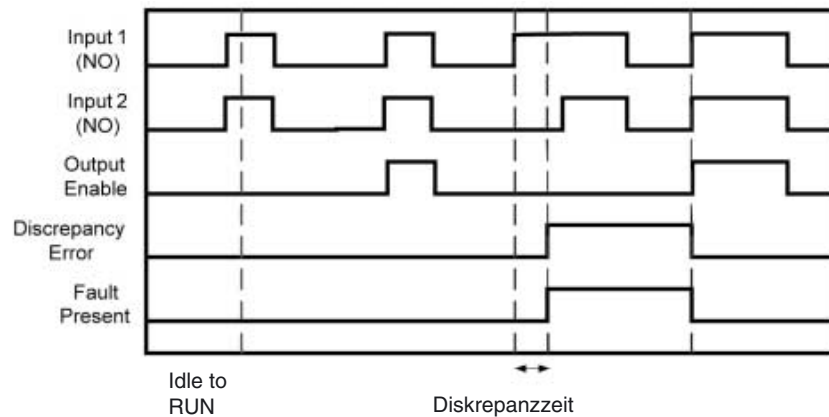 Input 1
(NO)
Input 2
(NO)
Output
Enable
Discrepancy
Error
Fault
Present
Idle to
RUN
Diskrepanzzeit